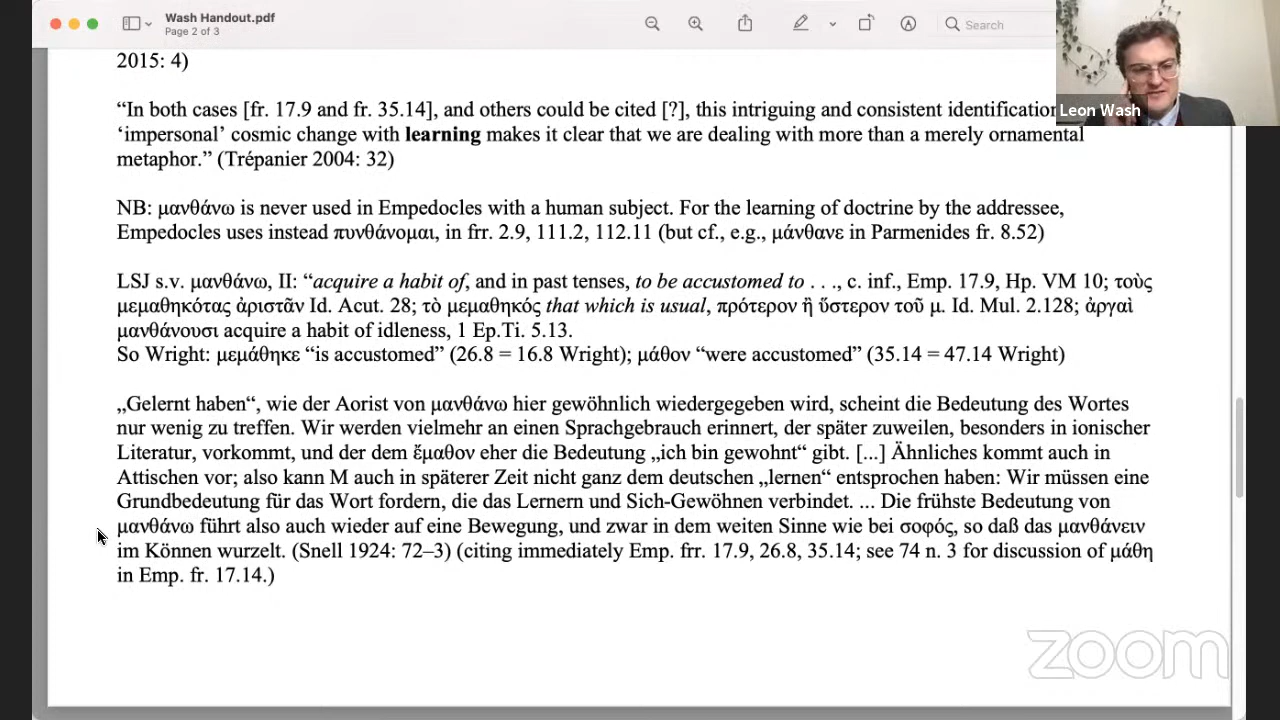 Wash Handout.pdf
Page 2 of 3
Search
Leon Wash
2015: 4)
“In both cases [fr. 17.9 and fr. 35.14], and others could be cited [?], this intriguing and consistent identification
‘impersonal’ cosmic change with learning makes it clear that we are dealing with more than a merely ornamental
metaphor.” (Trépanier 2004: 32)
NB: μανθάνω is never used in Empedocles with a human subject. For the learning of doctrine by the addressee,
Empedocles uses instead πυνθάνομαι, in frr. 2.9, 111.2, 112.11 (but cf., e.g., μάνθανε in Parmenides fr. 8.52)
LSJ s.v. μανθάνω, II: “acquire a habit of, and in past tenses, to be accustomed to . . ., c. inf., Emp. 17.9, Hp. VM 10; τοὺς
μεμαθηκότας ἀριστᾶν Id. Acut. 28; τὸ μεμαθηκός that which is usual, πρότερον ἢ ὕστερον τοῦ μ. Id. Mul. 2.128; ἀργαὶ
μανθάνουσι acquire a habit of idleness, 1 Ep.Ti. 5.13.
So Wright: μεμάθηκε “is accustomed” (26.8 = 16.8 Wright); μάθον “were accustomed” (35.14 = 47.14 Wright)
„Gelernt haben“, wie der Aorist von μανθάνω hier gewöhnlich wiedergegeben wird, scheint die Bedeutung des Wortes
nur wenig zu treffen. Wir werden vielmehr an einen Sprachgebrauch erinnert, der später zuweilen, besonders in ionischer
Literatur, vorkommt, und der dem ἔμαθον eher die Bedeutung „ich bin gewohnt“ gibt. [...] Ähnliches kommt auch in
Attischen vor; also kann M auch in späterer Zeit nicht ganz dem deutschen „lernen“ entsprochen haben: Wir müssen eine
Grundbedeutung für das Wort fordern, die das Lernern und Sich-Gewöhnen verbindet. ... Die frühste Bedeutung von
μανθάνω führt also auch wieder auf eine Bewegung, und zwar in dem weiten Sinne wie bei σοφός, so daß das μανθάνειν
im Können wurzelt. (Snell 1924: 72–3) (citing immediately Emp. frr. 17.9, 26.8, 35.14; see 74 n. 3 for discussion of μάθη
in Emp. fr. 17.14.)
zoom